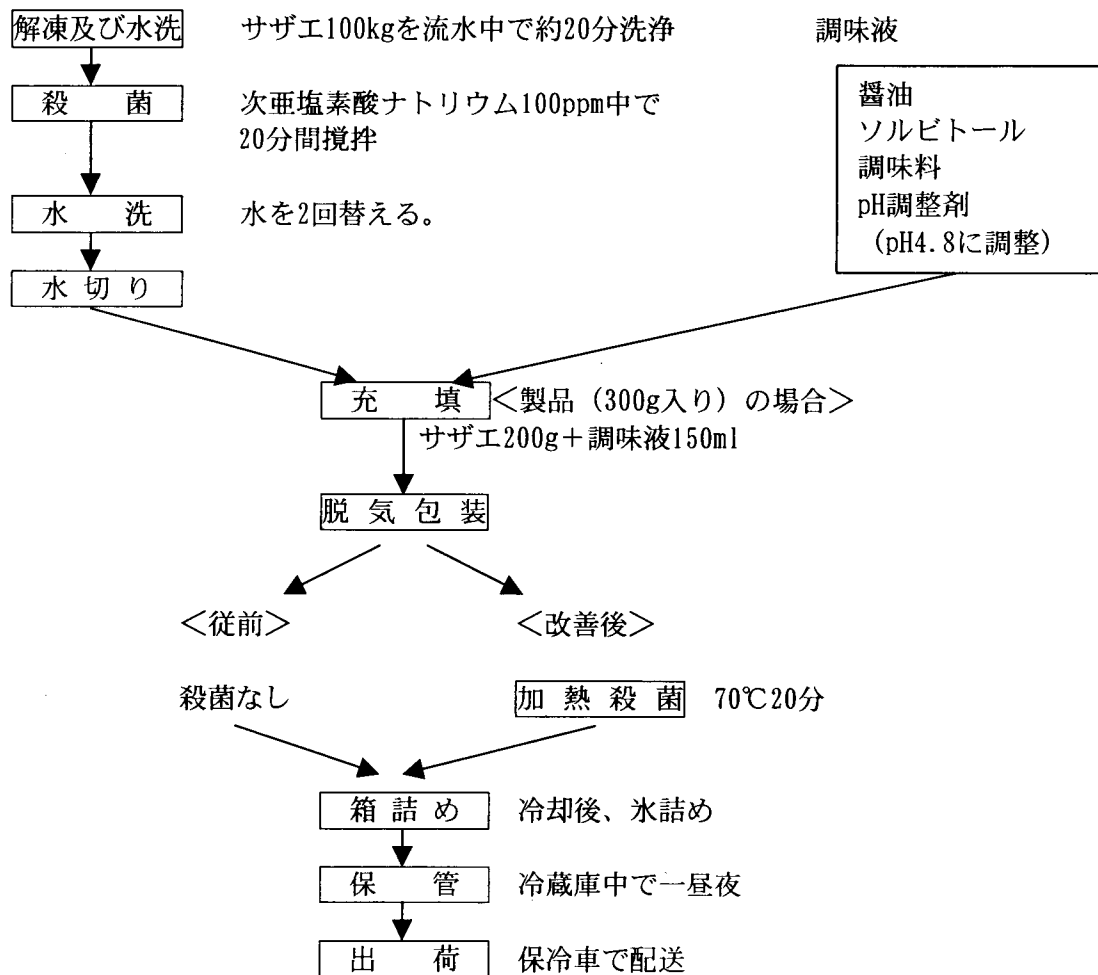 解凍及び水洗 サザエ100kgを流水中で約20分洗浄 調味液
殺菌 次亜塩素酸ナトリウム100ppm中で
20分間撹拌
醤油
ソルビトール
調味料
pH調整剤
(pH4.8に調整)
水洗 水を2回替える。
水切り
充填 <製品(300g入り)の場合>
サザエ200g+調味液150ml
脱気包装
<従前> <改善後>
殺菌なし 加熱殺菌 70℃20分
箱詰め 冷却後、氷詰め
保管 冷蔵庫中で一昼夜
出荷 保冷車で配送